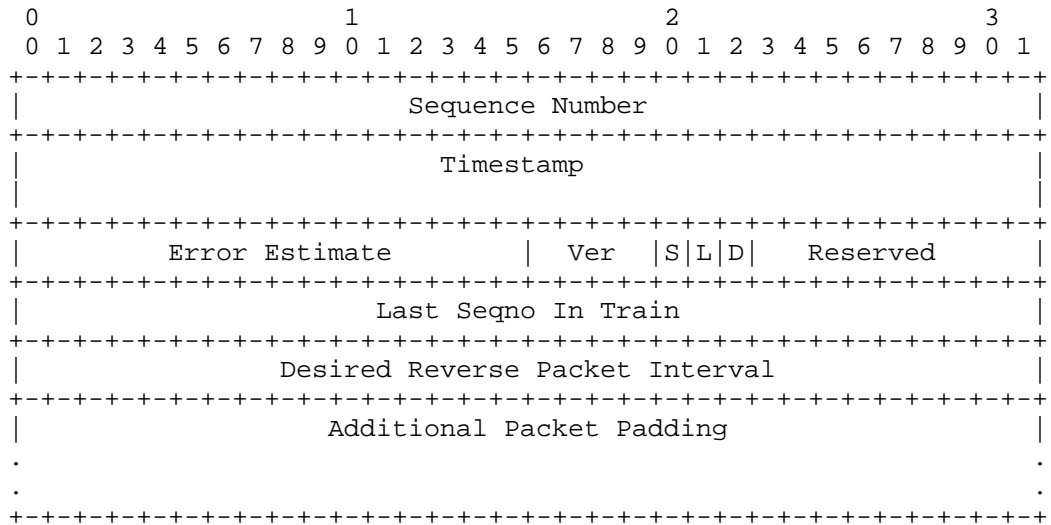 0                   1                   2                   3
 0 1 2 3 4 5 6 7 8 9 0 1 2 3 4 5 6 7 8 9 0 1 2 3 4 5 6 7 8 9 0 1
+-+-+-+-+-+-+-+-+-+-+-+-+-+-+-+-+-+-+-+-+-+-+-+-+-+-+-+-+-+-+-+-+
|                        Sequence Number                        |
+-+-+-+-+-+-+-+-+-+-+-+-+-+-+-+-+-+-+-+-+-+-+-+-+-+-+-+-+-+-+-+-+
|                          Timestamp                            |
|                                                               |
+-+-+-+-+-+-+-+-+-+-+-+-+-+-+-+-+-+-+-+-+-+-+-+-+-+-+-+-+-+-+-+-+
|         Error Estimate        |  Ver  |S|L|D|   Reserved      |
+-+-+-+-+-+-+-+-+-+-+-+-+-+-+-+-+-+-+-+-+-+-+-+-+-+-+-+-+-+-+-+-+
|                      Last Seqno In Train                      |
+-+-+-+-+-+-+-+-+-+-+-+-+-+-+-+-+-+-+-+-+-+-+-+-+-+-+-+-+-+-+-+-+
|                Desired Reverse Packet Interval                |
+-+-+-+-+-+-+-+-+-+-+-+-+-+-+-+-+-+-+-+-+-+-+-+-+-+-+-+-+-+-+-+-+
|                   Additional Packet Padding                   |
.                                                               .
.                                                               .
+-+-+-+-+-+-+-+-+-+-+-+-+-+-+-+-+-+-+-+-+-+-+-+-+-+-+-+-+-+-+-+-+